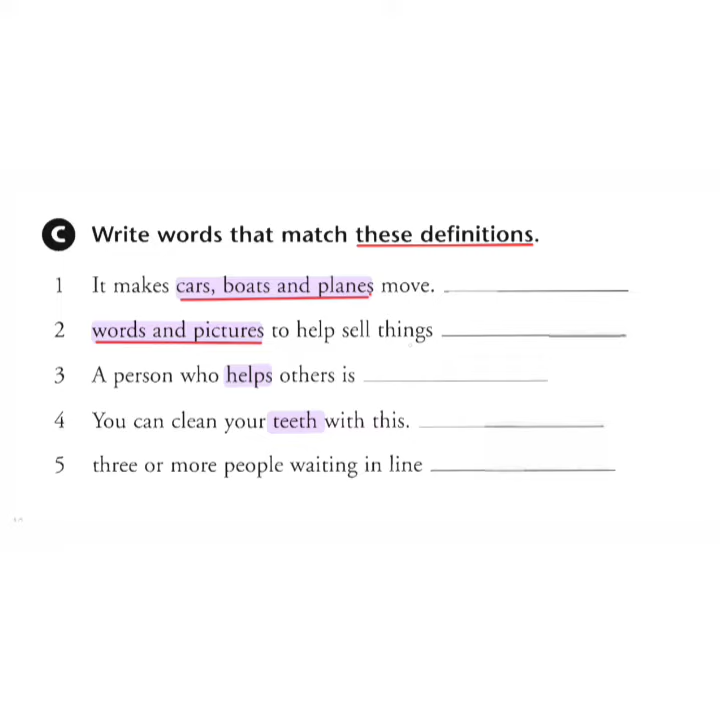 C Write words that match these definitions.
1 It makes cars, boats and planes move.
2 words and pictures to help sell things
3 A person who helps others is
4 You can clean your teeth with this.
5 three or more people waiting in line